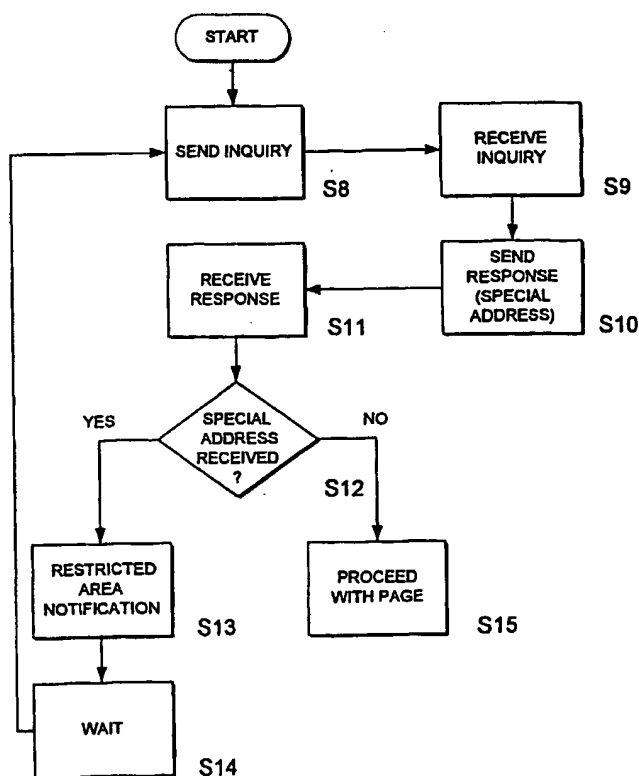 START
SEND INQUIRY
S8
RECEIVE
INQUIRY
S9
SEND
RESPONSE
(SPECIAL
ADDRESS)
S10
RECEIVE
RESPONSE
S11
YES
SPECIAL
ADDRESS
RECEIVED
?
NO
S12
RESTRICTED
AREA
NOTIFICATION
S13
PROCEED
WITH PAGE
S15
WAIT
S14